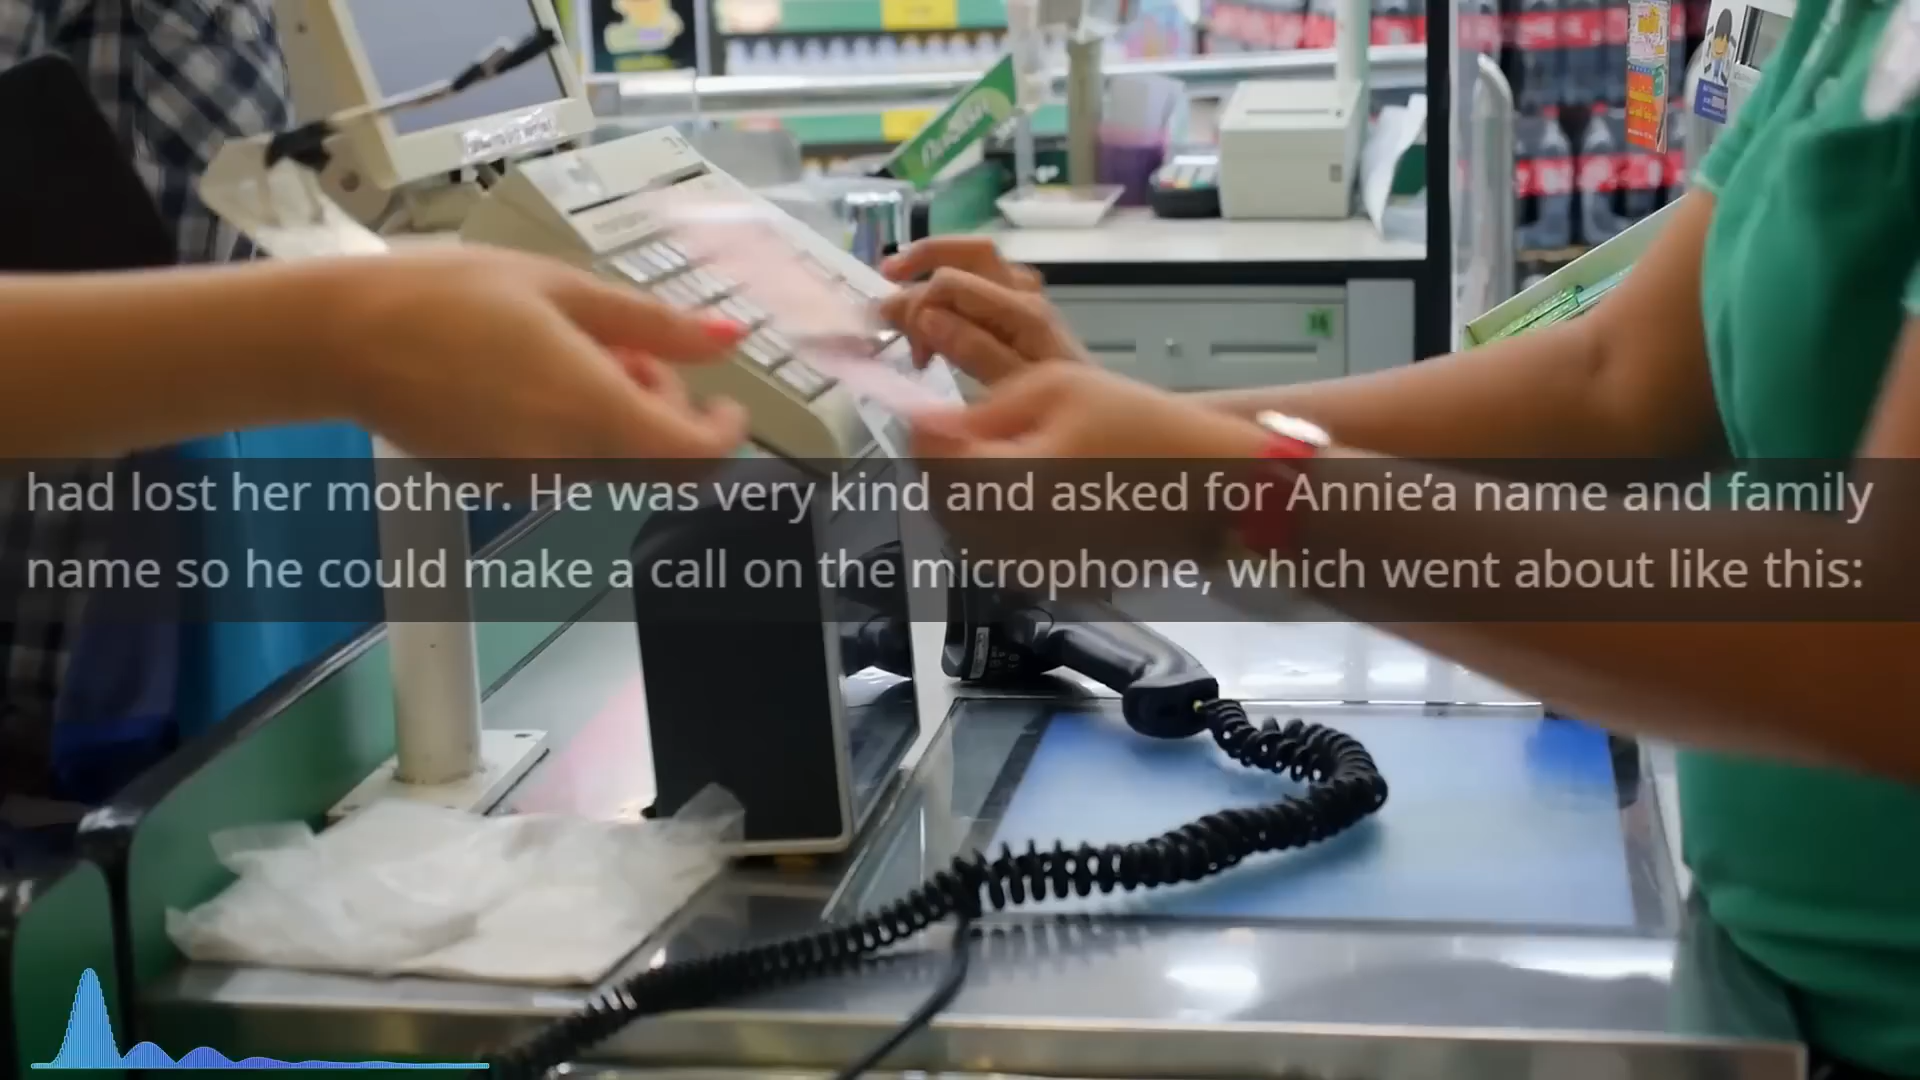 had lost her mother. He was very kind and asked for Annie’a name and family
name so he could make a call on the microphone, which went about like this: